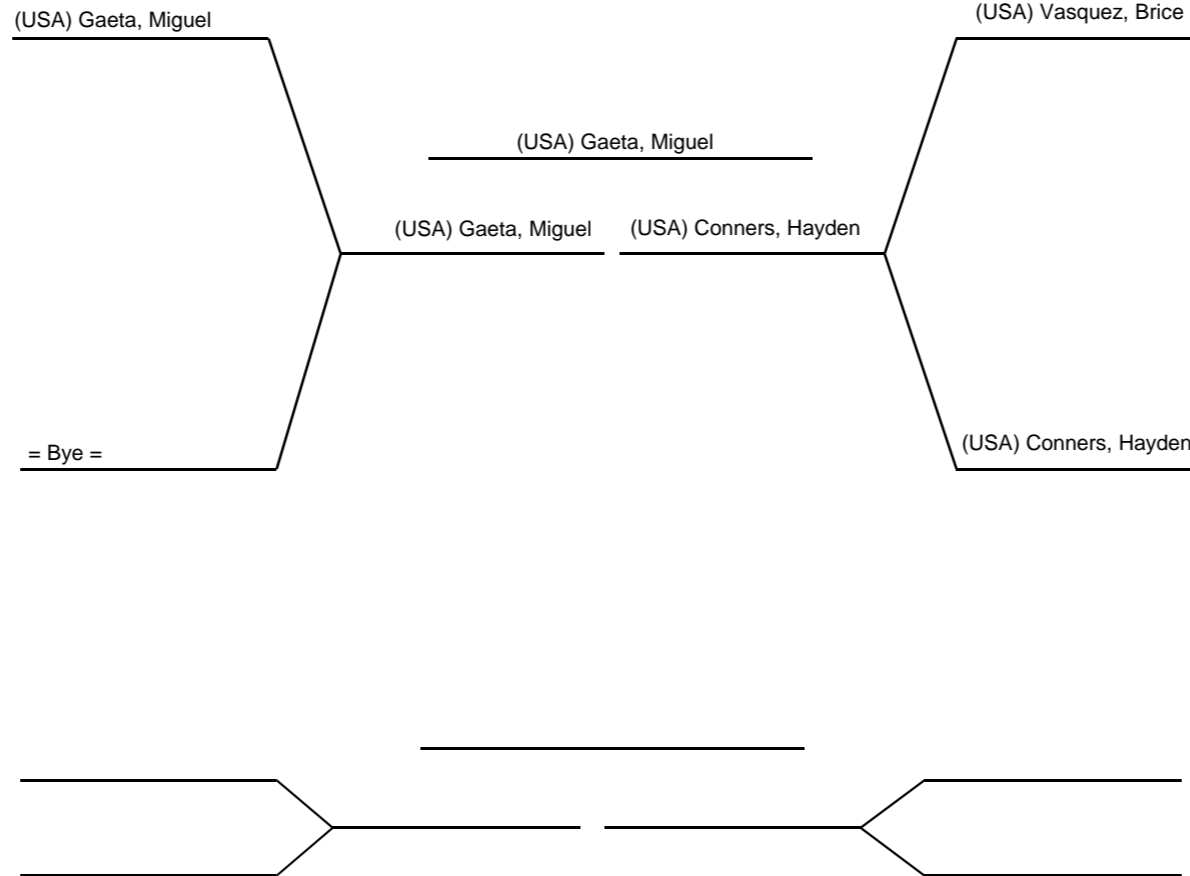 (USA) Gaeta, Miguel
(USA) Vasquez, Brice
(USA) Gaeta, Miguel
(USA) Gaeta, Miguel
(USA) Conners, Hayden
= Bye =
(USA) Conners, Hayden